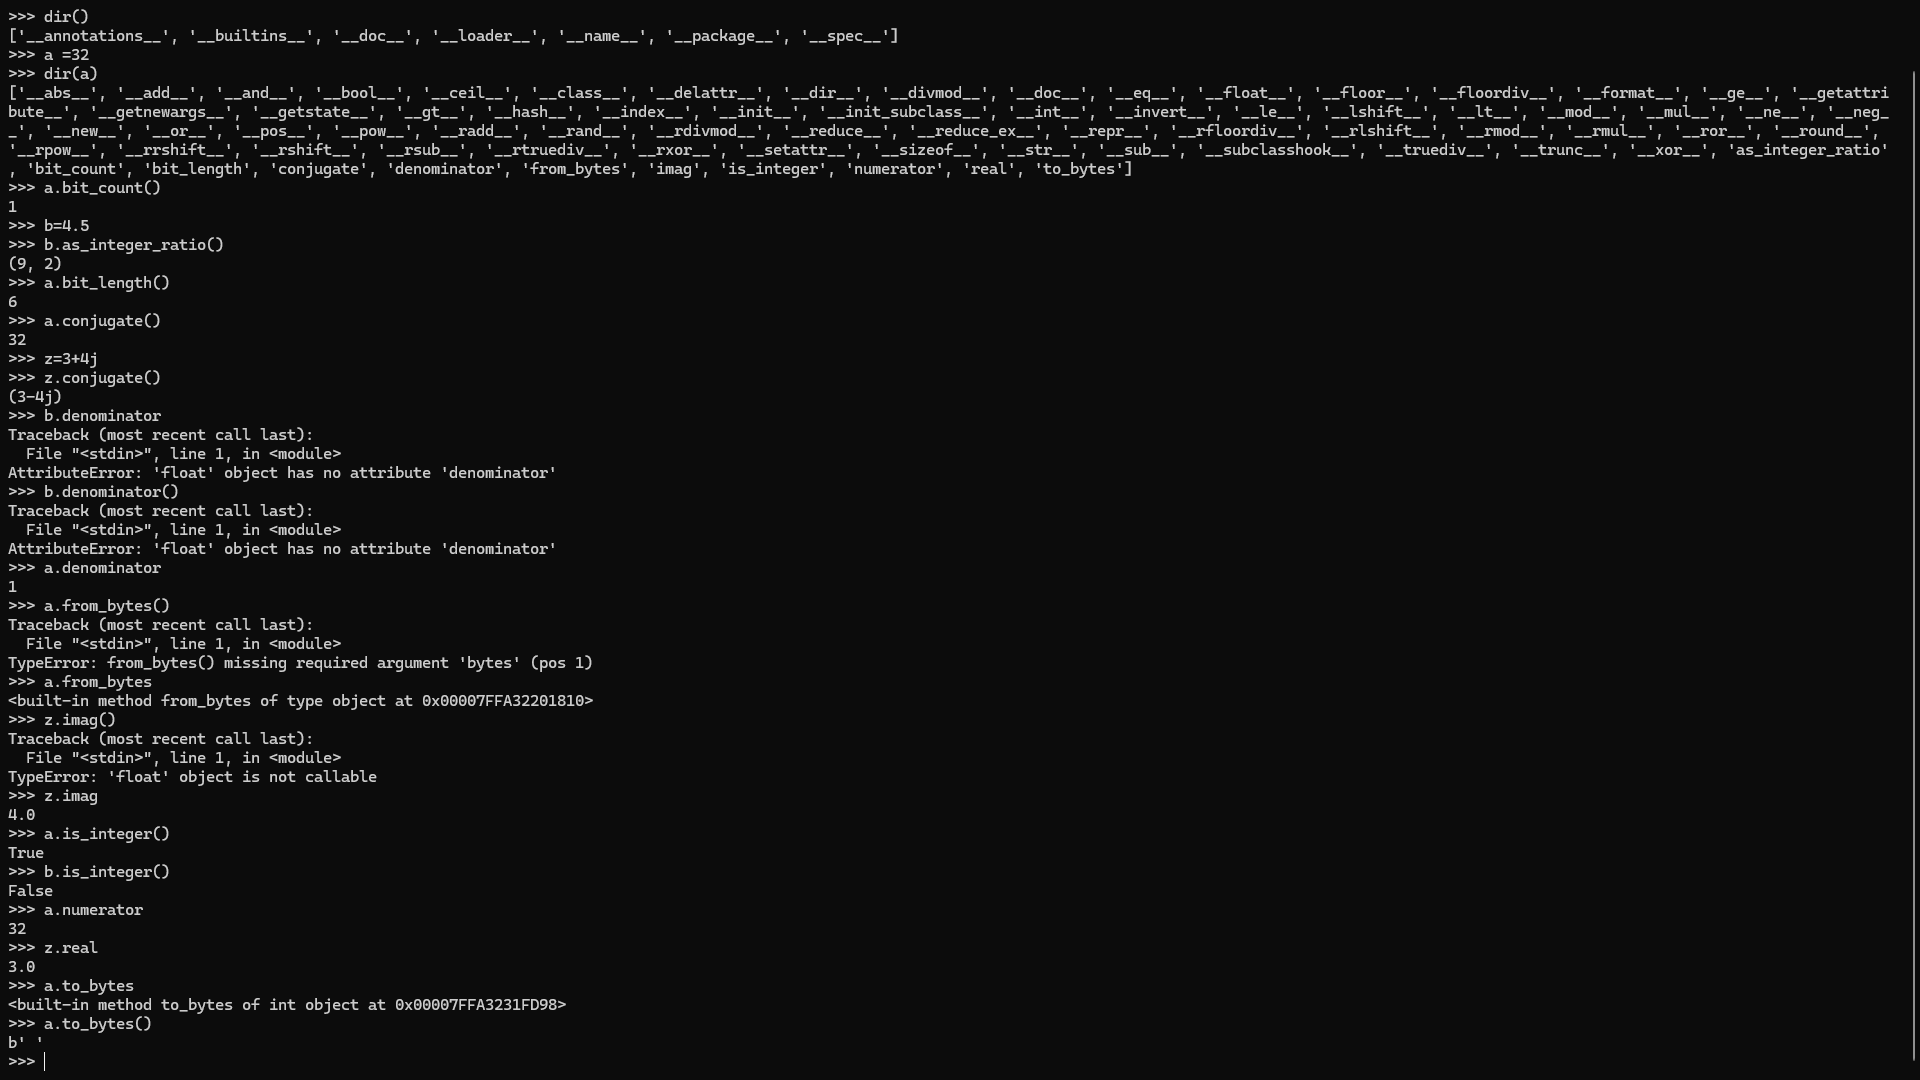 >>> dir()
['__annotations__', '__builtins__', '__doc__', '__loader__', '__name__', '__package__', '__spec__']
>>> a =32
>>> dir(a)
['__abs__', '__add__', '__and__', '__bool__', '__ceil__', '__class__', '__delattr__', '__dir__', '__divmod__', '__doc__', '__eq__', '__float__', '__floor__', '__floordiv__', '__format__', '__ge__', '__getattri
bute__', '__getnewargs__', '__getstate__', '__gt__', '__hash__', '__index__', '__init__', '__init_subclass__', '__int__', '__invert__', '__le__', '__lshift__', '__lt__', '__mod__', '__mul__', '__ne__', '__neg_
_', '__new__', '__or__', '__pos__', '__pow__', '__radd__', '__rand__', '__rdivmod__', '__reduce__', '__reduce_ex__', '__repr__', '__rfloordiv__', '__rlshift__', '__rmod__', '__rmul__', '__ror__', '__round__',
'__rpow__', '__rrshift__', '__rshift__', '__rsub__', '__rtruediv__', '__rxor__', '__setattr__', '__sizeof__', '__str__', '__sub__', '__subclasshook__', '__truediv__', '__trunc__', '__xor__', 'as_integer_ratio'
, 'bit_count', 'bit_length', 'conjugate', 'denominator', 'from_bytes', 'imag', 'is_integer', 'numerator', 'real', 'to_bytes']
>>> a.bit_count()
1
>>> b=4.5
>>> b.as_integer_ratio()
(9, 2)
>>> a.bit_length()
6
>>> a.conjugate()
32
>>> z=3+4j
>>> z.conjugate()
(3-4j)
>>> b.denominator
Traceback (most recent call last):
  File "<stdin>", line 1, in <module>
AttributeError: 'float' object has no attribute 'denominator'
>>> b.denominator()
Traceback (most recent call last):
  File "<stdin>", line 1, in <module>
AttributeError: 'float' object has no attribute 'denominator'
>>> a.denominator
1
>>> a.from_bytes()
Traceback (most recent call last):
  File "<stdin>", line 1, in <module>
TypeError: from_bytes() missing required argument 'bytes' (pos 1)
>>> a.from_bytes
<built-in method from_bytes of type object at 0x00007FFA32201810>
>>> z.imag()
Traceback (most recent call last):
  File "<stdin>", line 1, in <module>
TypeError: 'float' object is not callable
>>> z.imag
4.0
>>> a.is_integer()
True
>>> b.is_integer()
False
>>> a.numerator
32
>>> z.real
3.0
>>> a.to_bytes
<built-in method to_bytes of int object at 0x00007FFA3231FD98>
>>> a.to_bytes()
b' '
>>>